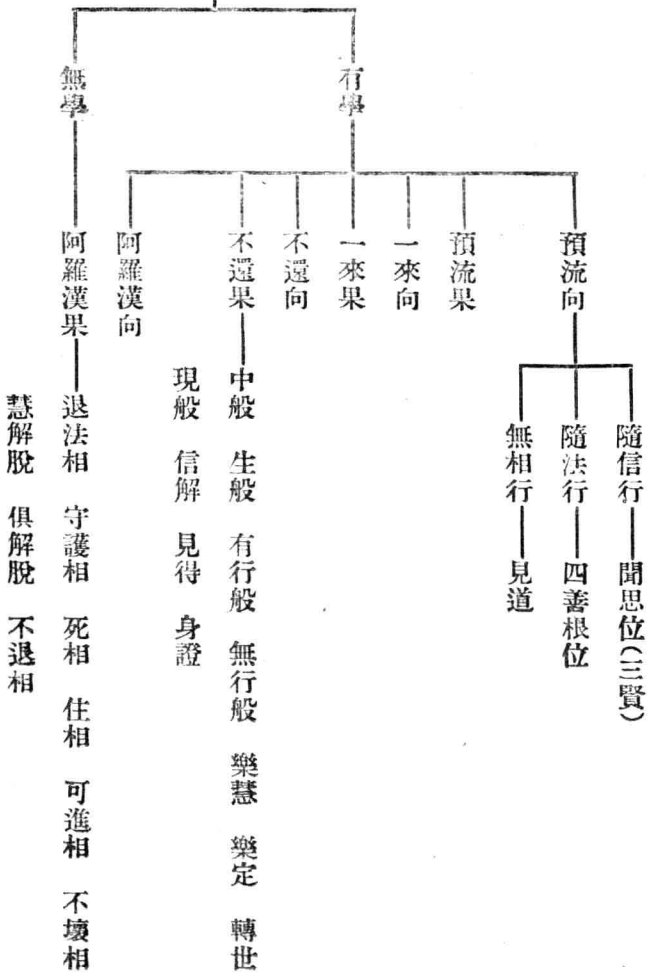 有學
無學
預流向
預流果
一來向
一來果
不還向
不還果
阿羅漢向
阿羅漢果
隨信行
聞思位(三賢)
隨法行
四善根位
無相行
見道
中般 生般 有行般 無行般 樂慧 樂定 轉世
現般 信解 見得 身證
退法相 守護相 死相 住相 可進相 不壞相
慧解脫 俱解脫 不退相